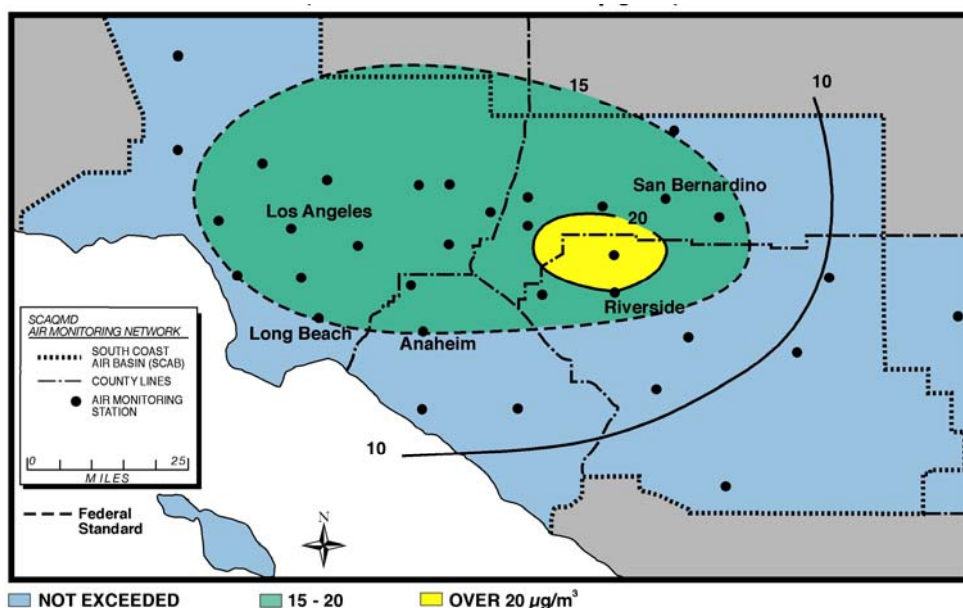 15
10
San Bernardino
Los Angeles
20
Riverside
Long Beach
Anaheim
10
SCAQMD
AIR MONITORING NETWORK
SOUTH COAST
AIR BASIN (SCAB)
COUNTY LINES
AIR MONITORING
STATION
0 25
MILES
Federal
Standard
N
NOT EXCEEDED 15 - 20 OVER 20 µg/m³